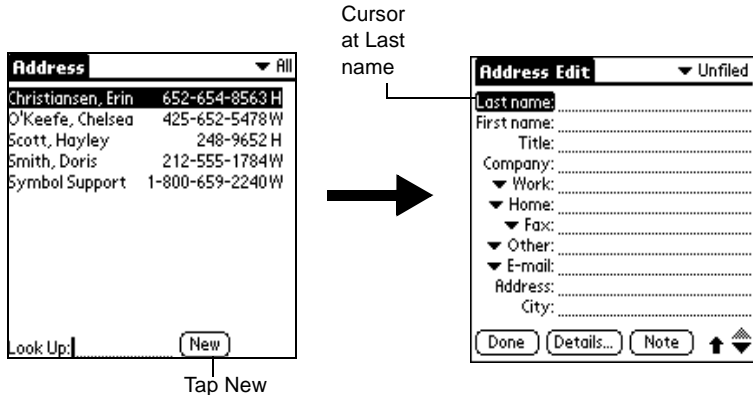 Cursor
at Last
name
Address ▼ All
Christiansen, Erin 652-654-8563 H
O'Keefe, Chelsea 425-652-5478 W
Scott, Hayley 248-9652 H
Smith, Doris 212-555-1784 W
Symbol Support 1-800-659-2240 W
Look Up: New
Tap New
Address Edit ▼ Unfiled
Last name:
First name:
Title:
Company:
▼ Work:
▼ Home:
▼ Fax:
▼ Other:
▼ E-mail:
Address:
City:
Done Details... Note